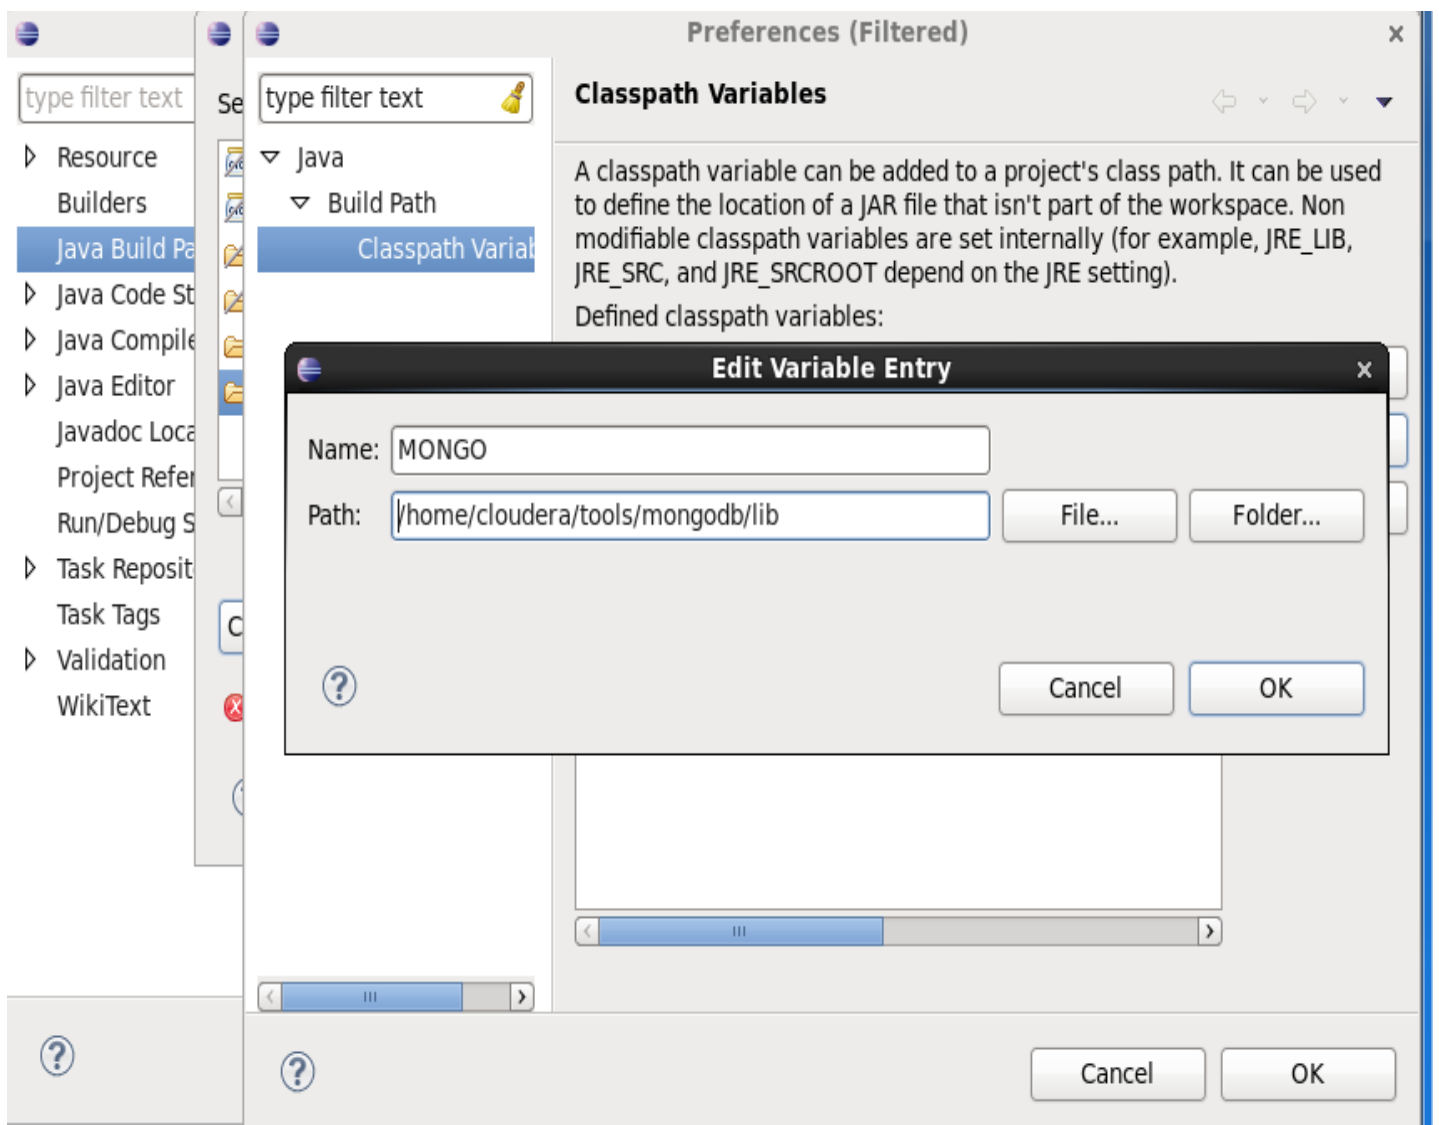 Preferences (Filtered)
type filter text
Resource
Builders
Java Build Pa
Java Code St
Java Compile
Java Editor
Javadoc Loca
Project Refer
Run/Debug S
Task Reposit
Task Tags
Validation
WikiText
Se
C
type filter text
Java
Build Path
Classpath Variab
Classpath Variables
A classpath variable can be added to a project's class path. It can be used
to define the location of a JAR file that isn't part of the workspace. Non
modifiable classpath variables are set internally (for example, JRE_LIB,
JRE_SRC, and JRE_SRCROOT depend on the JRE setting).
Defined classpath variables:
Edit Variable Entry
Name: MONGO
Path: /home/cloudera/tools/mongodb/lib File... Folder...
Cancel OK
Cancel OK